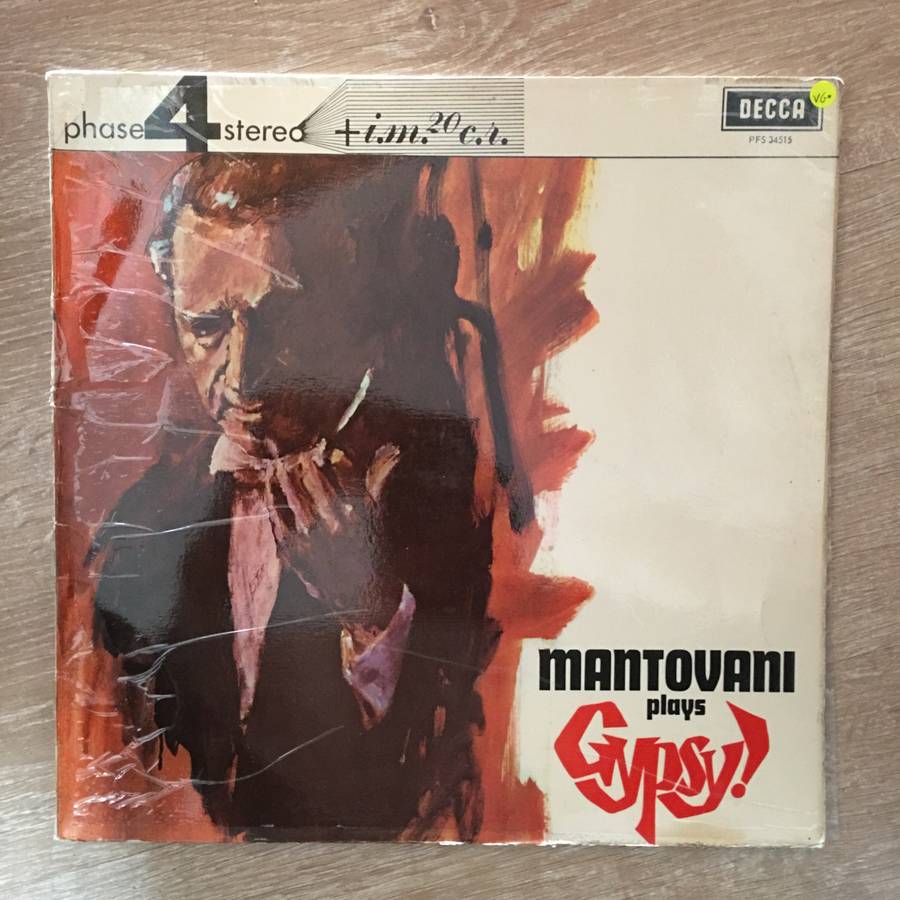 phase 4 stereo +i.m.20 c.r.
DECCA
VG+
PFS 34515
MANTOVANI
plays
Gypsy!